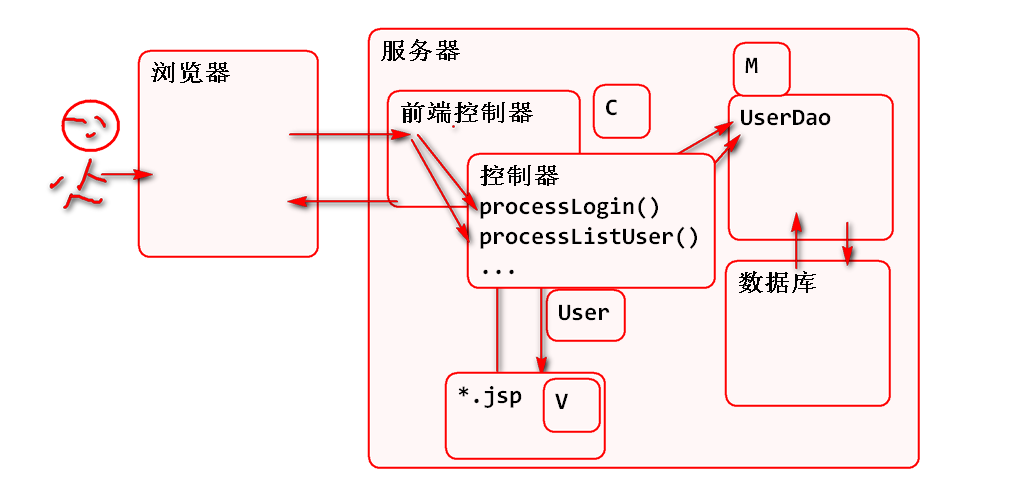 服务器
浏览器
前端控制器
C
M
UserDao
控制器
processLogin()
processListUser()
...
User
数据库
*.jsp
V